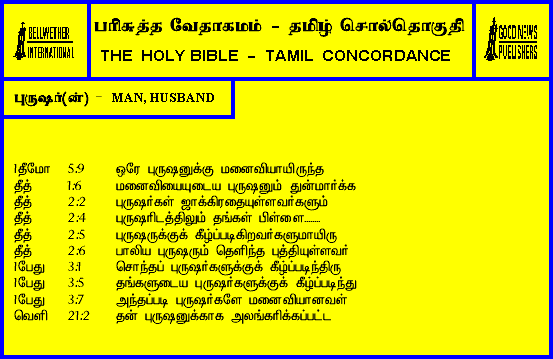 BELLWETHER
INTERNATIONAL
பரிசுத்த வேதாகமம் - தமிழ் சொல்தொகுதி
THE HOLY BIBLE - TAMIL CONCORDANCE
GOOD NEWS
PUBLISHERS
புருஷர்(ன்) - MAN, HUSBAND
1தீமோ 5:9 ஒரே புருஷனுக்கு மனைவியாயிருந்த
தீத் 1:6 மனைவியையுடைய புருஷனும் துன்மார்க்க
தீத் 2:2 புருஷர்கள் ஜாக்கிரதையுள்ளவர்களும்
தீத் 2:4 புருஷரிடத்திலும் தங்கள் பிள்ளை........
தீத் 2:5 புருஷருக்குக் கீழ்ப்படிகிறவர்களுமாயிரு
தீத் 2:6 பாலிய புருஷரும் தெளிந்த புத்தியுள்ளவர்
1பேது 3:1 சொந்தப் புருஷர்களுக்குக் கீழ்ப்படிந்திரு
1பேது 3:5 தங்களுடைய புருஷர்களுக்குக் கீழ்ப்படிந்து
1பேது 3:7 அந்தப்படி புருஷர்களே மனைவியானவள்
வெளி 21:2 தன் புருஷனுக்காக அலங்கரிக்கப்பட்ட